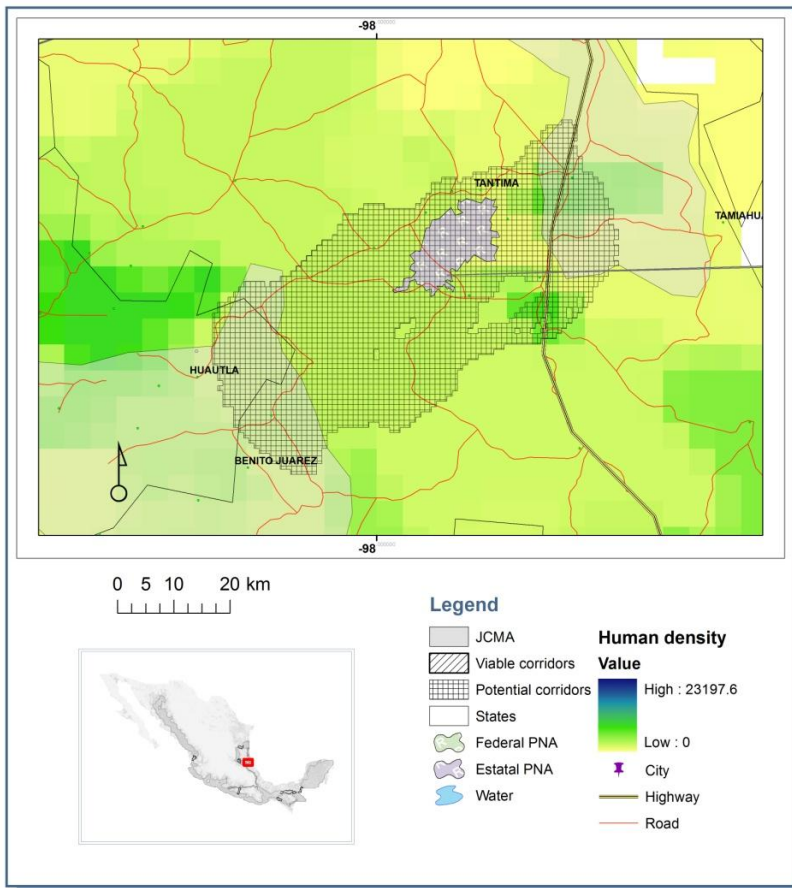 -98
TANTIMA
TAMIAHU
HUAUTLA
BENITO JUAREZ
-98
0 5 10 20 km
Legend
JCMA
Viable corridors
Potential corridors
States
Federal PNA
Estatal PNA
Water
Human density
Value
High : 23197.6
Low : 0
City
Highway
Road